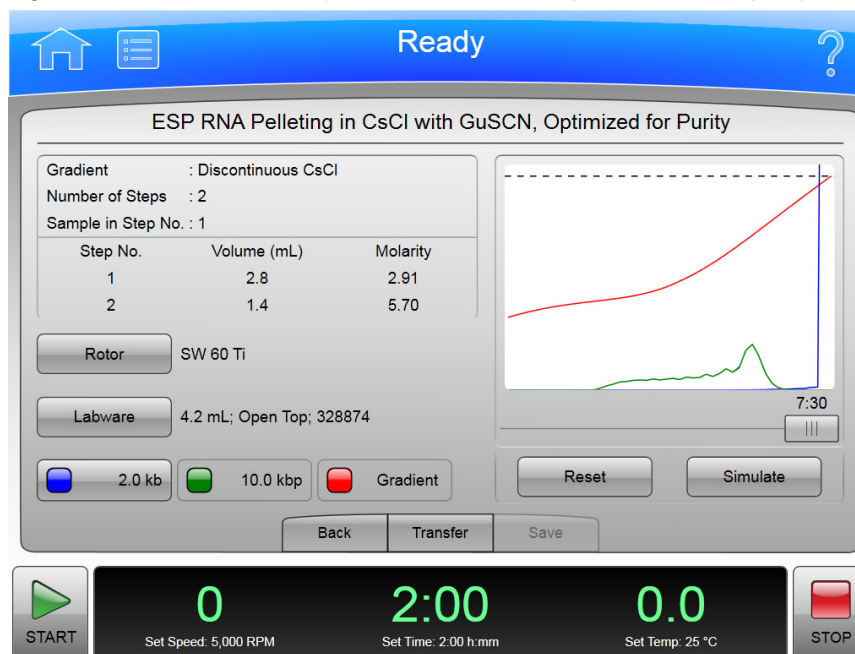 Ready
ESP RNA Pelleting in CsCl with GuSCN, Optimized for Purity
Gradient : Discontinuous CsCl
Number of Steps : 2
Sample in Step No. : 1
Step No. Volume (mL) Molarity
1 2.8 2.91
2 1.4 5.70
Rotor SW 60 Ti
Labware 4.2 mL; Open Top; 328874
2.0 kb 10.0 kbp Gradient
7:30
Reset Simulate
Back Transfer Save
START
0 2:00 0.0
Set Speed: 5,000 RPM Set Time: 2:00 h:mm Set Temp: 25 °C
STOP